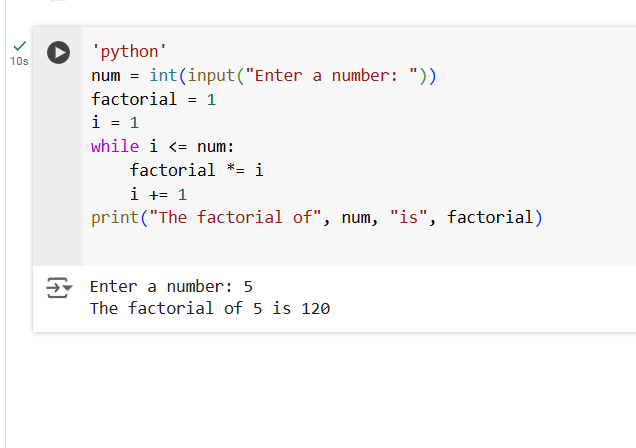 10s
'python'
num = int(input("Enter a number: "))
factorial = 1
i = 1
while i <= num:
    factorial *= i
    i += 1
print("The factorial of", num, "is", factorial)
Enter a number: 5
The factorial of 5 is 120